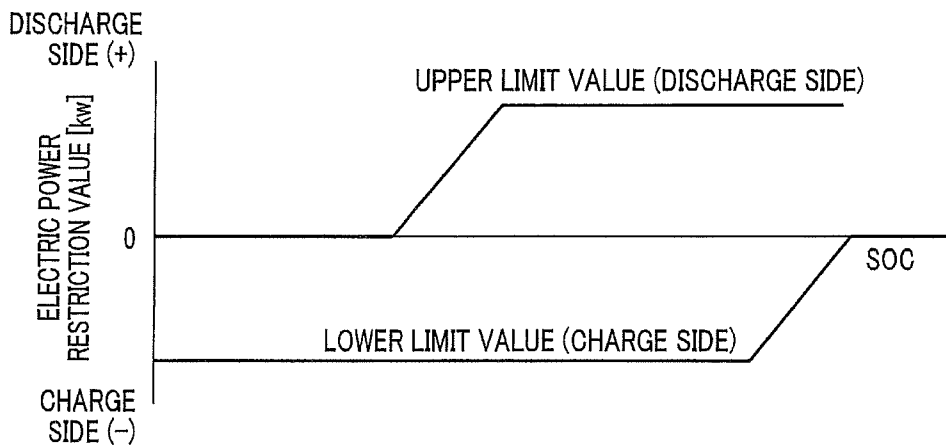 DISCHARGE
SIDE (+)
UPPER LIMIT VALUE (DISCHARGE SIDE)
ELECTRIC POWER
RESTRICTION VALUE [kw]
0
SOC
LOWER LIMIT VALUE (CHARGE SIDE)
CHARGE
SIDE (−)